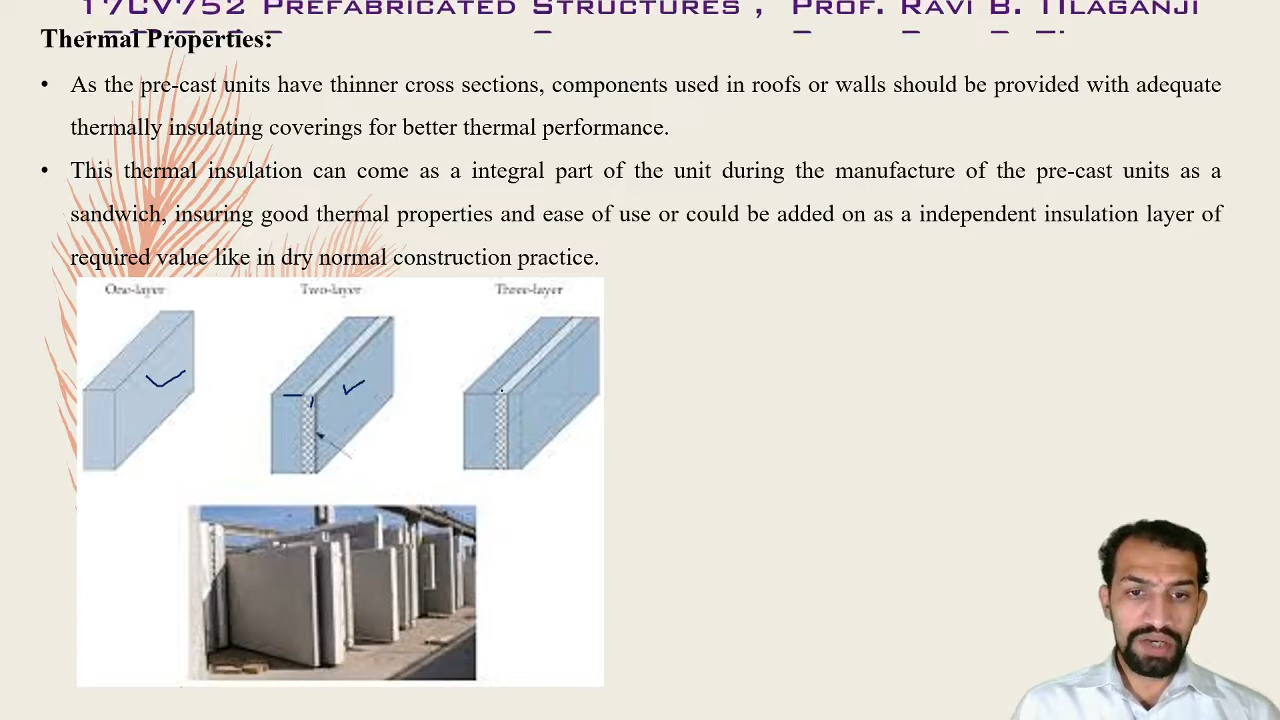 17CV752 Prefabricated Structures , Prof. Ravi B. Tilaganji
Thermal Properties:
• As the pre-cast units have thinner cross sections, components used in roofs or walls should be provided with adequate
thermally insulating coverings for better thermal performance.
• This thermal insulation can come as a integral part of the unit during the manufacture of the pre-cast units as a
sandwich, insuring good thermal properties and ease of use or could be added on as a independent insulation layer of
required value like in dry normal construction practice.
One-layer Two-layer Three-layer